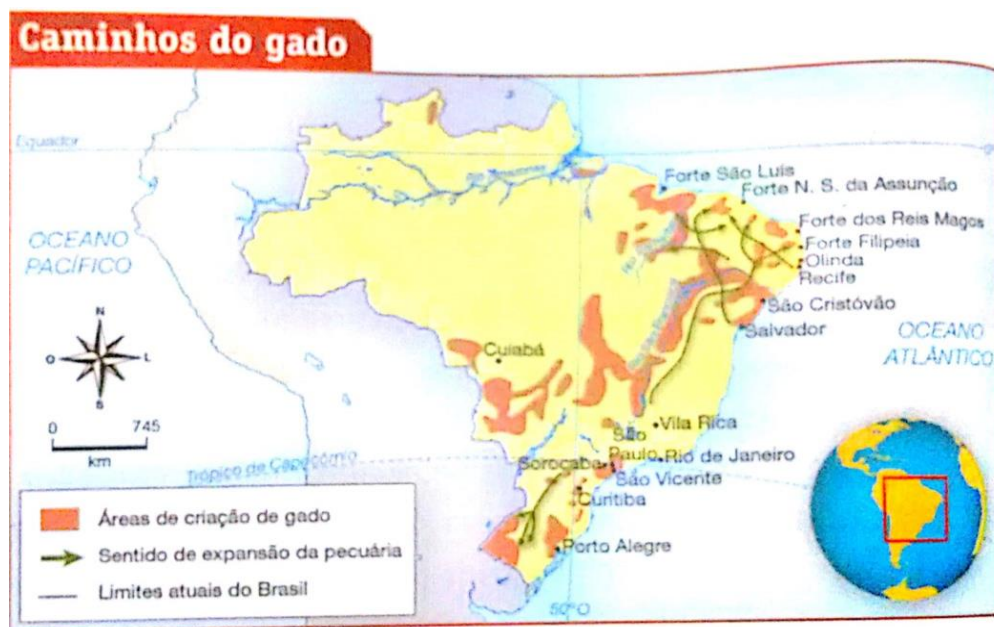 Caminhos do gado
Equador
0°
Forte São Luís
Forte N. S. da Assunção
Forte dos Reis Magos
Forte Filipeia
Olinda
Recife
São Cristóvão
Salvador
OCEANO
PACÍFICO
OCEANO
ATLÂNTICO
N
O
L
S
0
745
km
Cuiabá
Vila Rica
São
Paulo
Rio de Janeiro
Sorocaba
São Vicente
Curitiba
Trópico de Capricórnio
Porto Alegre
50°O
Áreas de criação de gado
Sentido de expansão da pecuária
Limites atuais do Brasil